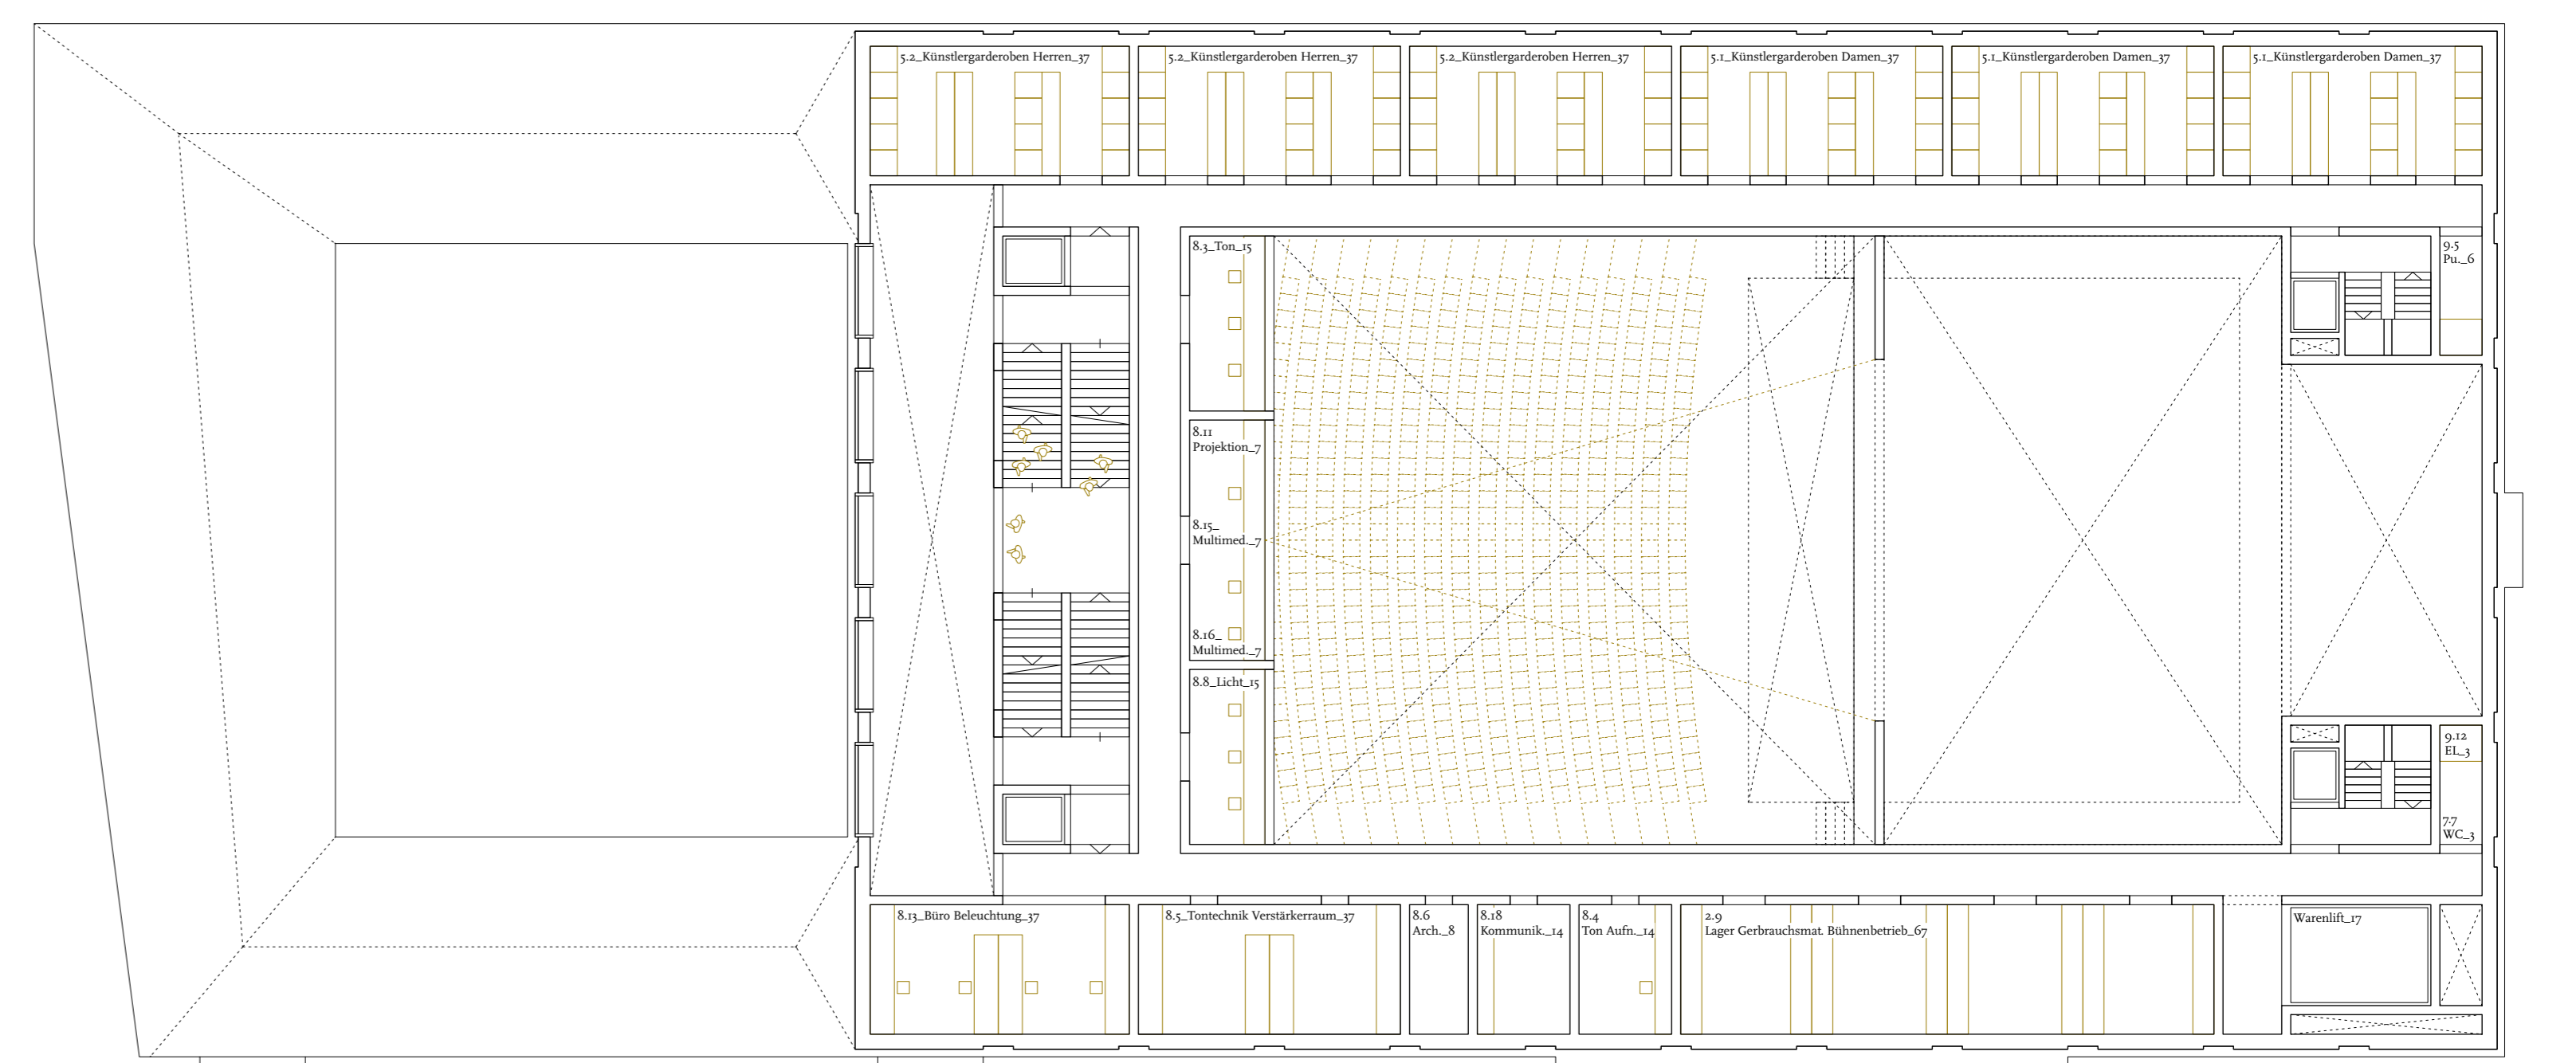 5.2_Künstlergarderoben Herren_37
5.2_Künstlergarderoben Herren_37
5.2_Künstlergarderoben Herren_37
5.1_Künstlergarderoben Damen_37
5.1_Künstlergarderoben Damen_37
5.1_Künstlergarderoben Damen_37
8.3_Ton_15
9.5
Pu._6
8.11
Projektion_7
8.15_
Multimed._7
8.16_
Multimed._7
8.8_Licht_15
9.12
EL_3
7.7
WC_3
8.13_Büro Beleuchtung_37
8.5_Tontechnik Verstärkerraum_37
8.6
Arch._8
8.18
Kommunik._14
8.4
Ton Aufn._14
2.9
Lager Gerbrauchsmat. Bühnenbetrieb_67
Warenlift_17